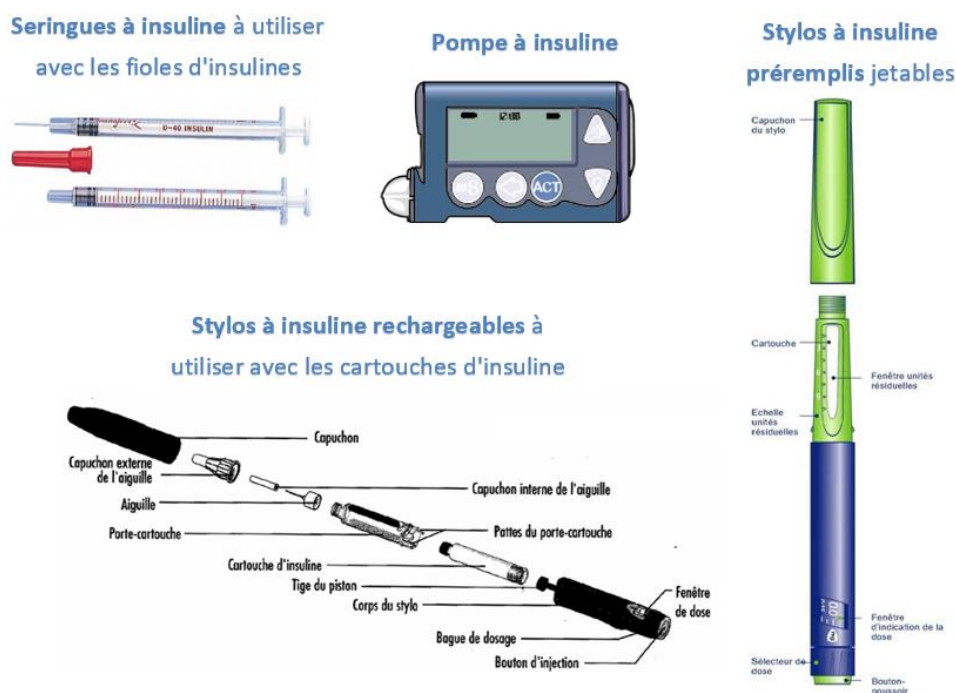 Seringues à insuline à utiliser
avec les fioles d'insulines
U-40 INSULIN
Pompe à insuline
12:00
B
ACT
Stylos à insuline
préremplis jetables
Capuchon
du stylo
Cartouche
Fenêtre unités
résiduelles
Echelle
unités
résiduelles
Fenêtre
d'indication de la
dose
Sélecteur de
dose
Bouton-
poussoir
Stylos à insuline rechargeables à
utiliser avec les cartouches d'insuline
Capuchon
Capuchon externe
de l'aiguille
Capuchon interne de l'aiguille
Aiguille
Porte-cartouche
Pattes du porte-cartouche
Cartouche d'insuline
Tige du piston
Corps du stylo
Fenêtre
de dose
Bague de dosage
Bouton d'injection